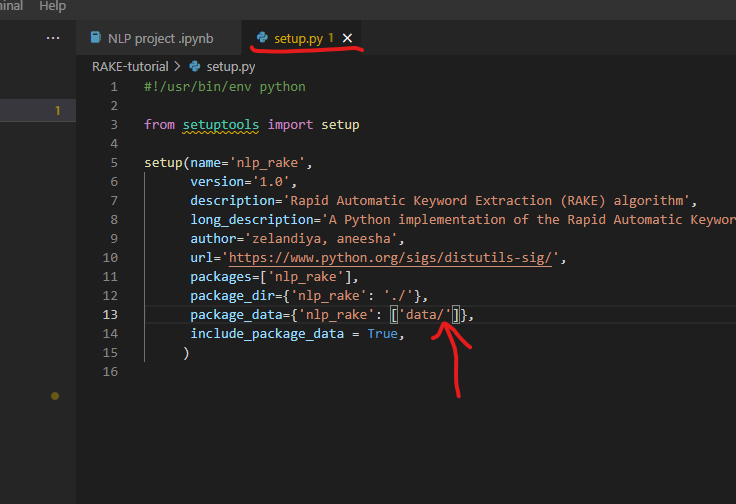 Help
NLP project .ipynb
setup.py 1
RAKE-tutorial > setup.py
1
1 #!/usr/bin/env python
2
3 from setuptools import setup
4
5 setup(name='nlp_rake',
6 version='1.0',
7 description='Rapid Automatic Keyword Extraction (RAKE) algorithm',
8 long_description='A Python implementation of the Rapid Automatic Keywor
9 author='zelandiya, aneesha',
10 url='https://www.python.org/sigs/distutils-sig/',
11 packages=['nlp_rake'],
12 package_dir={'nlp_rake': './'},
13 package_data={'nlp_rake': ['data/']},
14 include_package_data = True,
15 )
16